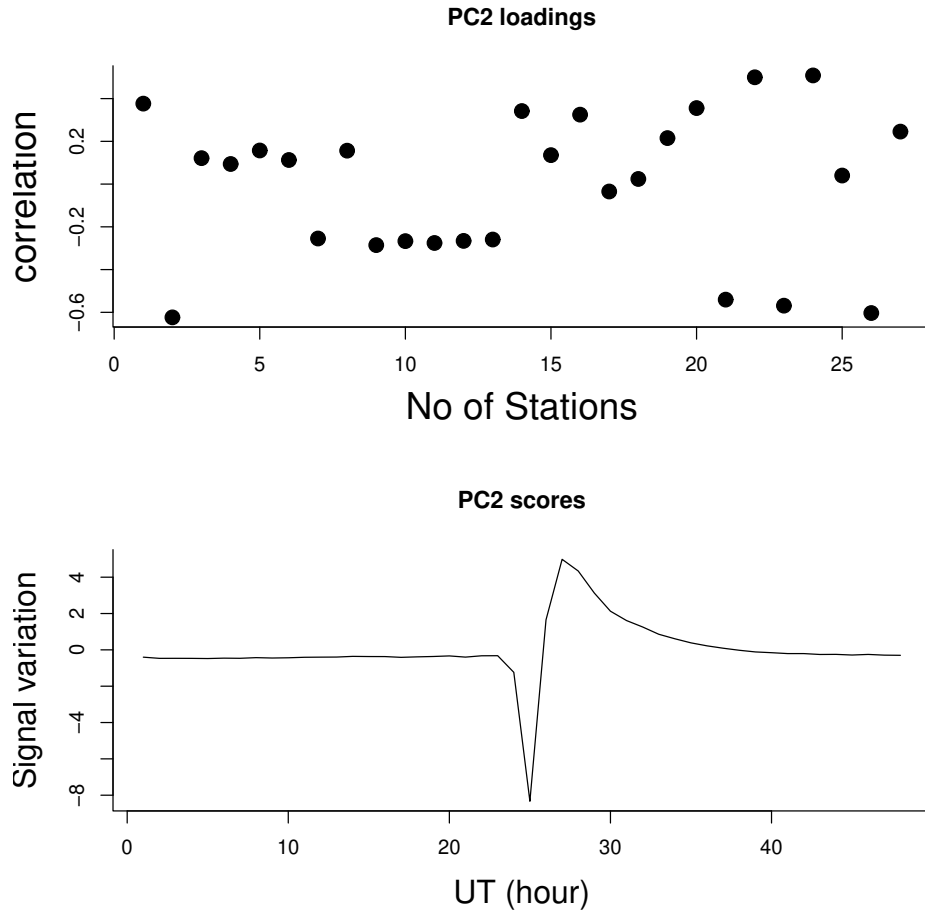 PC2 loadings
correlation
0.2
−0.2
−0.6
0 5 10 15 20 25
No of Stations
PC2 scores
Signal variation
4
2
0
−4
−8
0 10 20 30 40
UT (hour)